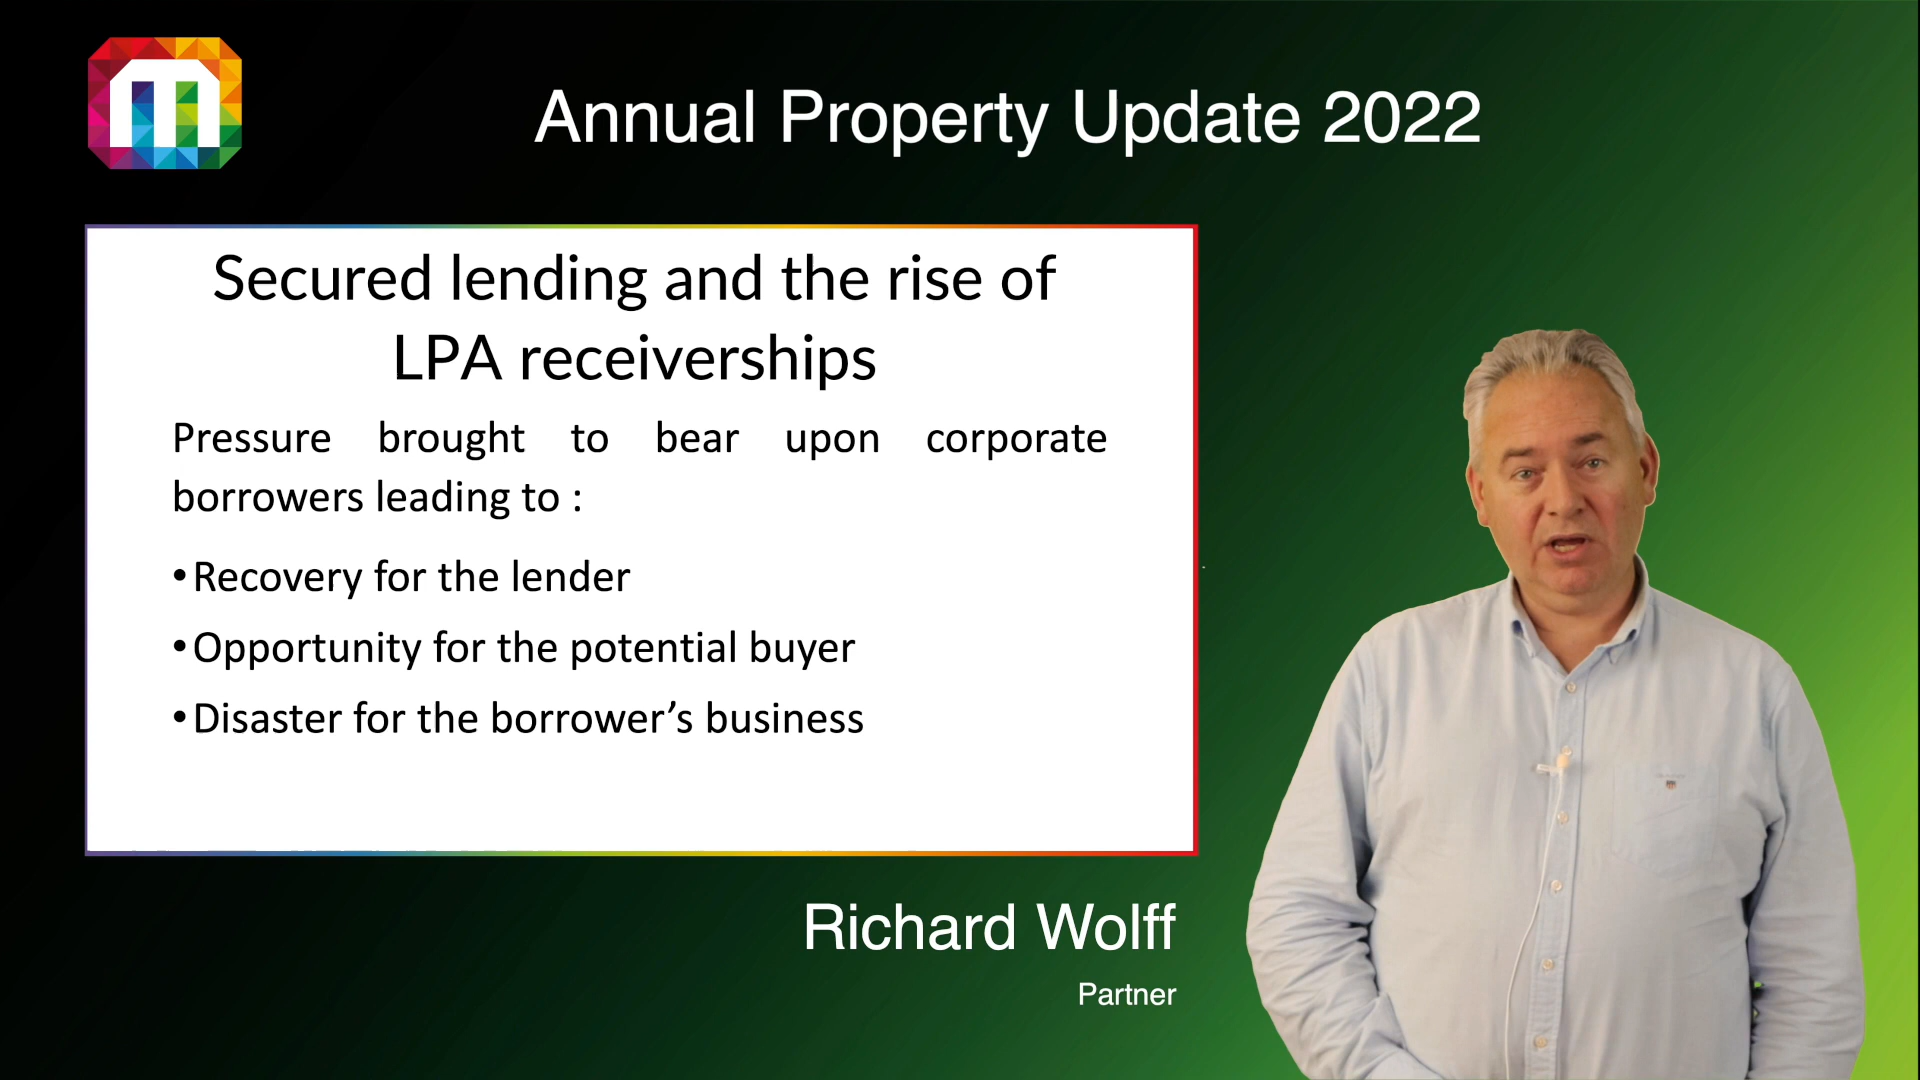 Annual Property Update 2022
Secured lending and the rise of
LPA receiverships
Pressure brought to bear upon corporate
borrowers leading to :
•Recovery for the lender
•Opportunity for the potential buyer
•Disaster for the borrower’s business
Richard Wolff
Partner